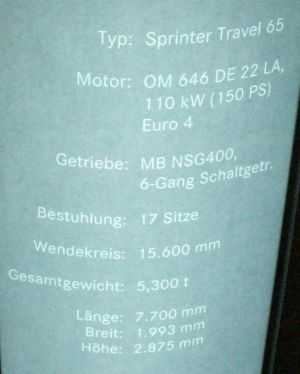 Typ: Sprinter Travel 65
Motor: OM 646 DE 22 LA,
110 kW (150 PS)
Euro 4
Getriebe: MB NSG400,
6-Gang Schaltgetr.
Bestuhlung: 17 Sitze
Wendekreis: 15.600 mm
Gesamtgewicht: 5,300 t
Länge: 7.700 mm
Breit: 1.993 mm
Höhe: 2.875 mm